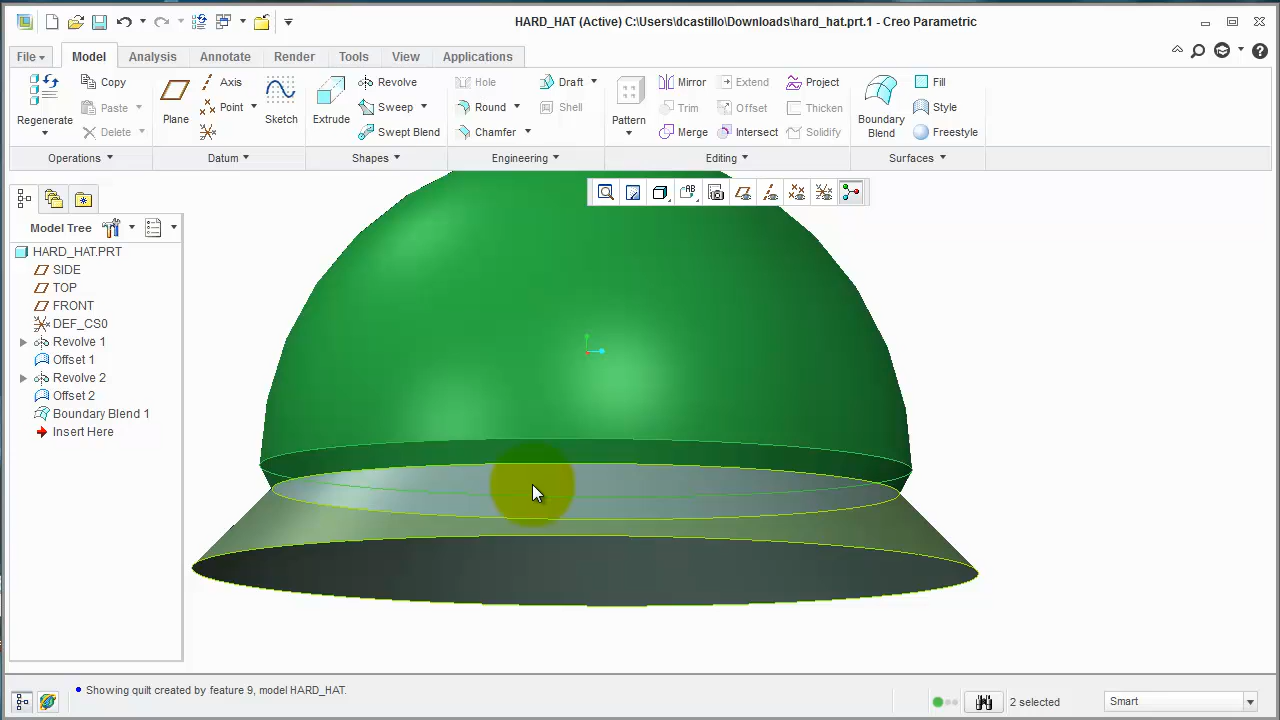 HARD_HAT (Active) C:\Users\dcastillo\Downloads\hard_hat.prt.1 - Creo Parametric
File Model Analysis Annotate Render Tools View Applications
Regenerate Copy Paste Delete
Plane Axis Point Sketch
Extrude Revolve Sweep Swept Blend
Hole Round Chamfer Draft Shell
Pattern Mirror Trim Merge Extend Offset Intersect Project Thicken Solidify
Boundary Blend Fill Style Freestyle
Operations Datum Shapes Engineering Editing Surfaces
Model Tree
HARD_HAT.PRT
SIDE
TOP
FRONT
DEF_CS0
Revolve 1
Offset 1
Revolve 2
Offset 2
Boundary Blend 1
Insert Here
Showing quilt created by feature 9, model HARD_HAT.
2 selected
Smart